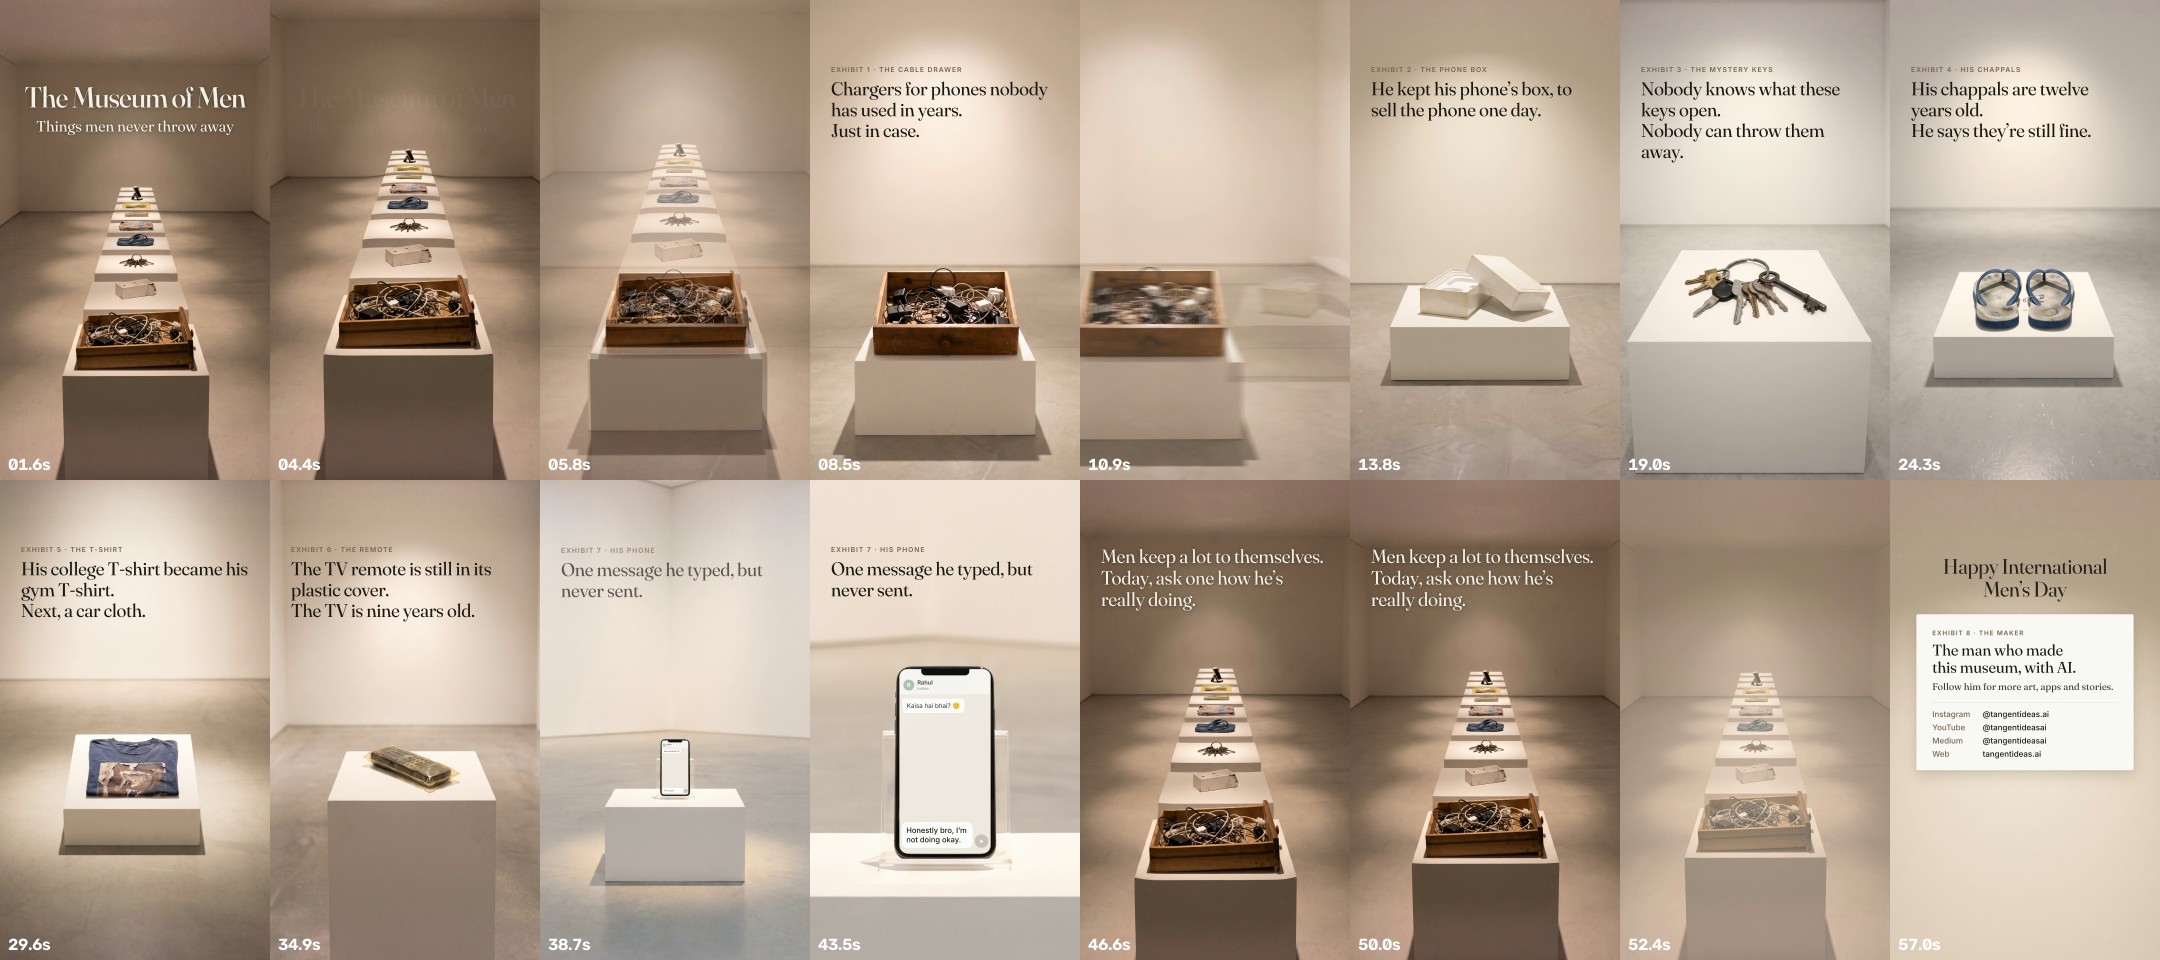 The Museum of Men
Things men never throw away
01.6s
The Museum of Men
04.4s
05.8s
EXHIBIT 1 · THE CABLE DRAWER
Chargers for phones nobody
has used in years.
Just in case.
08.5s
10.9s
EXHIBIT 2 · THE PHONE BOX
He kept his phone's box, to
sell the phone one day.
13.8s
EXHIBIT 3 · THE MYSTERY KEYS
Nobody knows what these
keys open.
Nobody can throw them
away.
19.0s
EXHIBIT 4 · HIS CHAPPALS
His chappals are twelve
years old.
He says they're still fine.
24.3s
EXHIBIT 5 · THE T-SHIRT
His college T-shirt became his
gym T-shirt.
Next, a car cloth.
29.6s
EXHIBIT 6 · THE REMOTE
The TV remote is still in its
plastic cover.
The TV is nine years old.
34.9s
EXHIBIT 7 · HIS PHONE
One message he typed, but
never sent.
38.7s
EXHIBIT 7 · HIS PHONE
One message he typed, but
never sent.
Rahul
Kaisa hai bhai? 🙂
Honestly bro, I'm
not doing okay.
43.5s
Men keep a lot to themselves.
Today, ask one how he's
really doing.
46.6s
Men keep a lot to themselves.
Today, ask one how he's
really doing.
50.0s
52.4s
Happy International
Men's Day
EXHIBIT 8 · THE MAKER
The man who made
this museum, with AI.
Follow him for more art, apps and stories.
Instagram @tangentideas.ai
YouTube @tangentideasai
Medium @tangentideasai
Web tangentideas.ai
57.0s